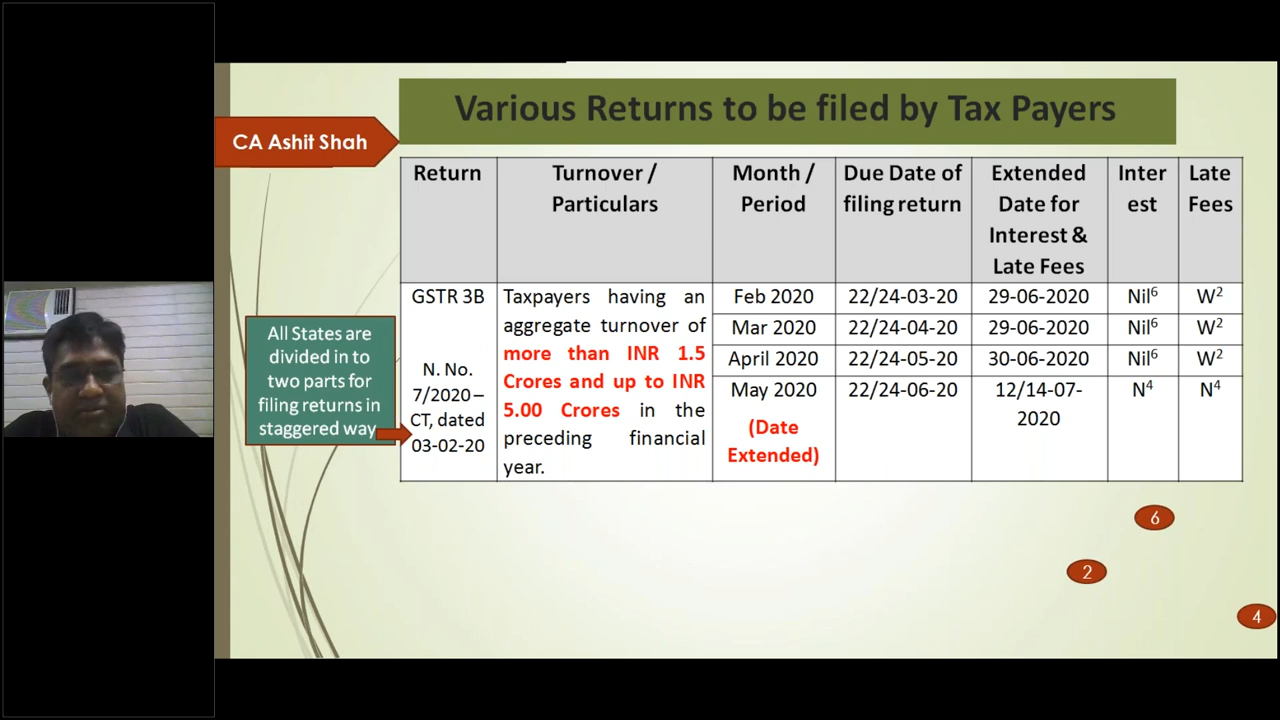 Various Returns to be filed by Tax Payers
CA Ashit Shah
Return
Turnover /
Particulars
Month /
Period
Due Date of
filing return
Extended
Date for
Interest &
Late Fees
Inter
est
Late
Fees
GSTR 3B
N. No.
7/2020 –
CT, dated
03-02-20
Taxpayers having an
aggregate turnover of
more than INR 1.5
Crores and up to INR
5.00 Crores in the
preceding financial
year.
Feb 2020 22/24-03-20 29-06-2020 Nil⁶ W²
Mar 2020 22/24-04-20 29-06-2020 Nil⁶ W²
April 2020 22/24-05-20 30-06-2020 Nil⁶ W²
May 2020
(Date
Extended)
22/24-06-20
12/14-07-
2020
N⁴ N⁴
All States are
divided in to
two parts for
filing returns in
staggered way
6
2
4